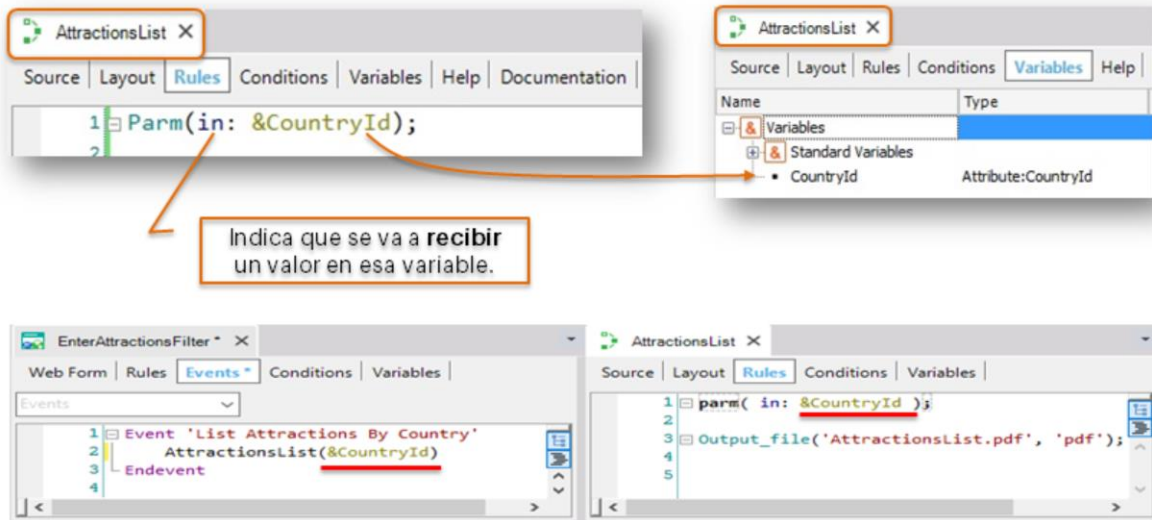 AttractionsList X
Source | Layout | Rules | Conditions | Variables | Help | Documentation |
1 Parm(in: &CountryId);
2
AttractionsList X
Source | Layout | Rules | Conditions | Variables | Help |
Name Type
& Variables
& Standard Variables
• CountryId Attribute:CountryId
Indica que se va a recibir
un valor en esa variable.
EnterAttractionsFilter * X
Web Form | Rules | Events * | Conditions | Variables |
Events
1 Event 'List Attractions By Country'
2 AttractionsList(&CountryId)
3 Endevent
4
AttractionsList X
Source | Layout | Rules | Conditions | Variables |
1 parm( in: &CountryId );
2
3 Output_file('AttractionsList.pdf', 'pdf');
4
5